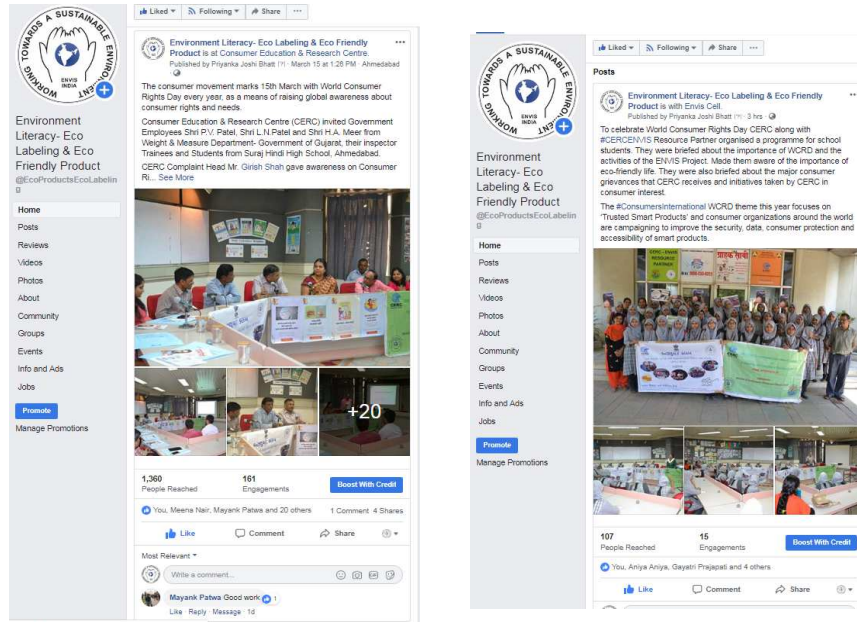 Liked
Following
Share
WORKING TOWARDS A SUSTAINABLE ENVIRONMENT
ENVIS
INDIA
Environment
Literacy- Eco
Labeling & Eco
Friendly Product
@EcoProductsEcoLabelin
g
Home
Posts
Reviews
Videos
Photos
About
Community
Groups
Events
Info and Ads
Jobs
Promote
Manage Promotions
Environment Literacy- Eco Labeling & Eco Friendly
Product is at Consumer Education & Research Centre.
Published by Priyanka Joshi Bhatt [?] · March 15 at 1:26 PM · Ahmedabad
The consumer movement marks 15th March with World Consumer
Rights Day every year, as a means of raising global awareness about
consumer rights and needs.
Consumer Education & Research Centre (CERC) invited Government
Employees Shri P.V. Patel, Shri L.N.Patel and Shri H.A. Meer from
Weight & Measure Department- Government of Gujarat, their inspector
Trainees and Students from Suraj Hindi High School, Ahmedabad.
CERC Complaint Head Mr. Girish Shah gave awareness on Consumer
Ri... See More
+20
1,360
People Reached
161
Engagements
Boost With Credit
You, Meena Nair, Mayank Patwa and 20 others
1 Comment 4 Shares
Like
Comment
Share
Most Relevant
Write a comment...
GIF
Mayank Patwa Good work 1
Like · Reply · Message · 1d
Liked
Following
Share
WORKING TOWARDS A SUSTAINABLE ENVIRONMENT
ENVIS
INDIA
Environment
Literacy- Eco
Labeling & Eco
Friendly Product
@EcoProductsEcoLabelin
g
Home
Posts
Reviews
Videos
Photos
About
Community
Groups
Events
Info and Ads
Jobs
Promote
Manage Promotions
Posts
Environment Literacy- Eco Labeling & Eco Friendly
Product is with Envis Cell.
Published by Priyanka Joshi Bhatt [?] · 3 hrs
To celebrate World Consumer Rights Day CERC along with
#CERCENVIS Resource Partner organised a programme for school
students. They were briefed about the importance of WCRD and the
activities of the ENVIS Project. Made them aware of the importance of
eco-friendly life. They were also briefed about the major consumer
grievances that CERC receives and initiatives taken by CERC in
consumer interest.
The #ConsumersInternational WCRD theme this year focuses on
'Trusted Smart Products' and consumer organizations around the world
are campaigning to improve the security, data, consumer protection and
accessibility of smart products.
107
People Reached
15
Engagements
Boost With Credit
You, Aniya Aniya, Gayatri Prajapati and 4 others
Like
Comment
Share